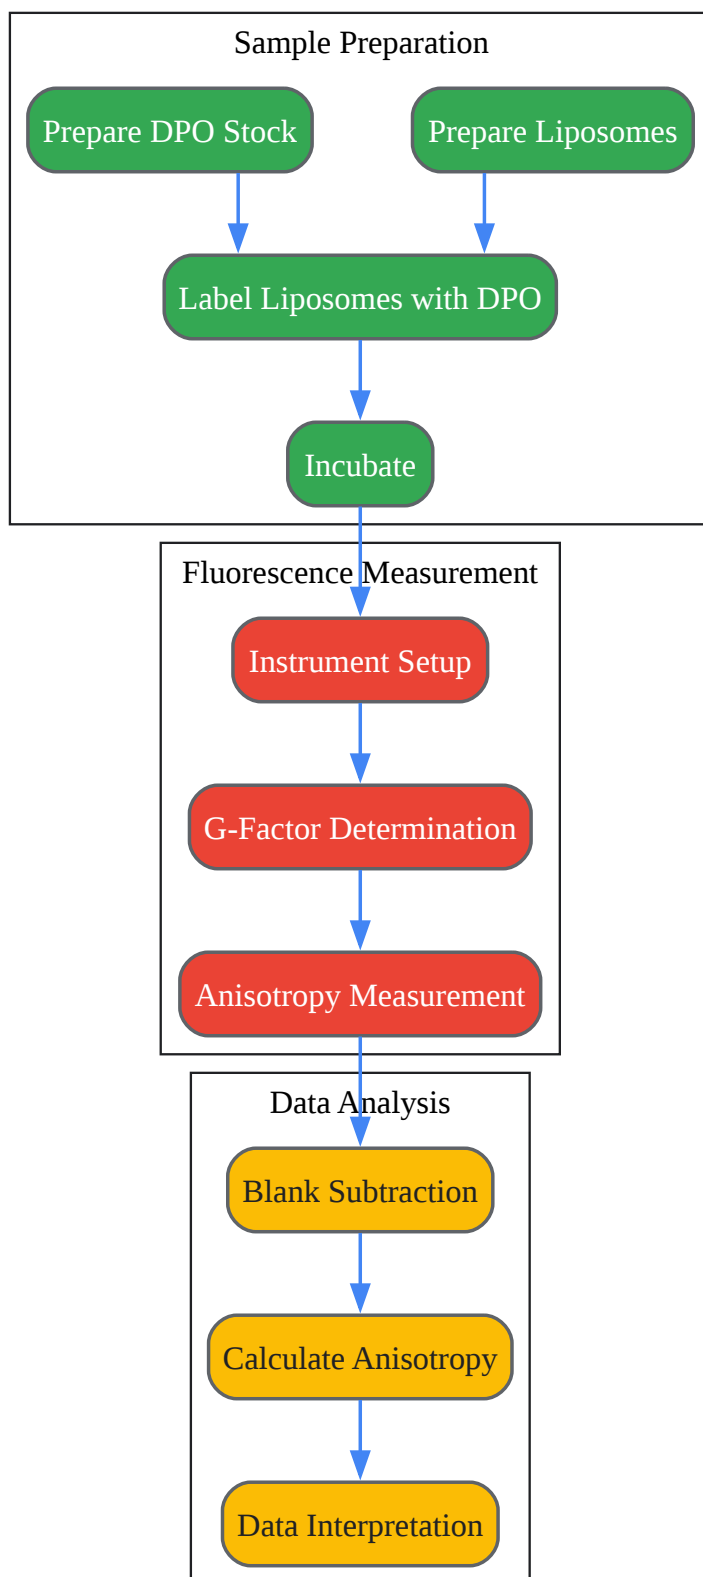 Sample Preparation
Prepare DPO Stock
Prepare Liposomes
Label Liposomes with DPO
Incubate
Fluorescence Measurement
Instrument Setup
G-Factor Determination
Anisotropy Measurement
Data Analysis
Blank Subtraction
Calculate Anisotropy
Data Interpretation